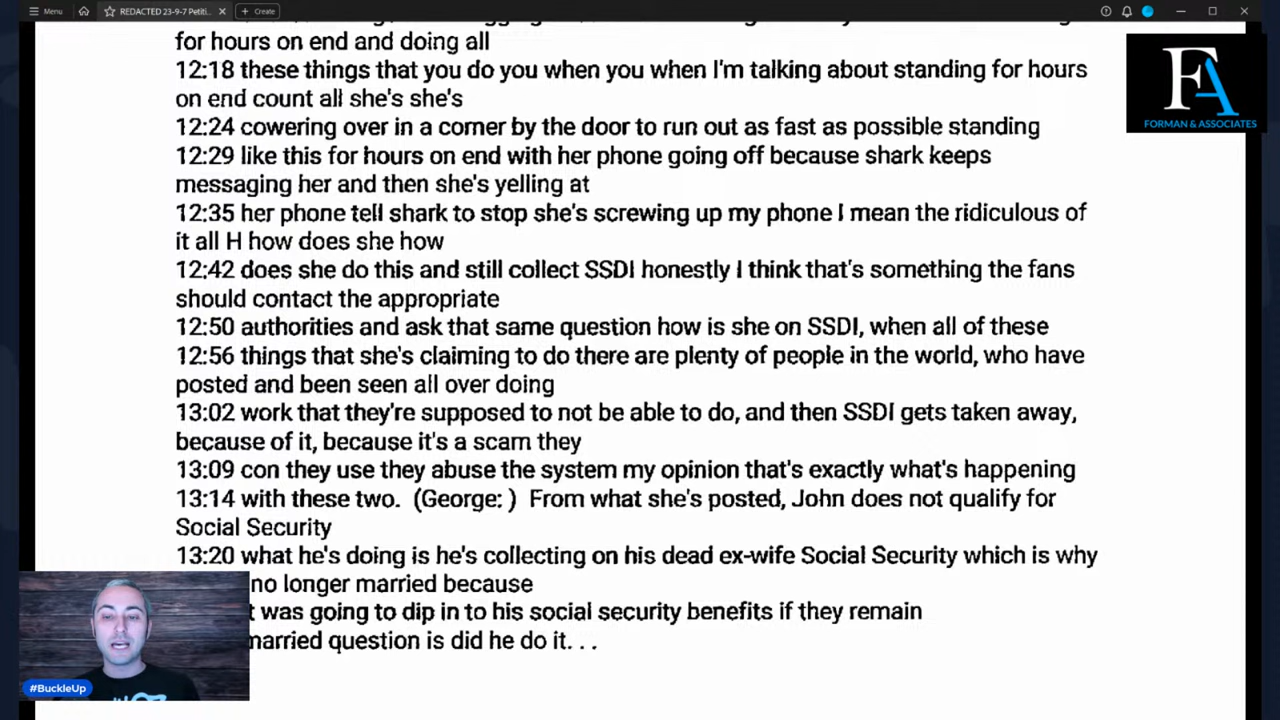 Menu
REDACTED 23-9-7 Petiti...
Create
for hours on end and doing all
12:18 these things that you do you when you when I'm talking about standing for hours
on end count all she's she's
12:24 cowering over in a corner by the door to run out as fast as possible standing
12:29 like this for hours on end with her phone going off because shark keeps
messaging her and then she's yelling at
12:35 her phone tell shark to stop she's screwing up my phone I mean the ridiculous of
it all H how does she how
12:42 does she do this and still collect SSDI honestly I think that's something the fans
should contact the appropriate
12:50 authorities and ask that same question how is she on SSDI, when all of these
12:56 things that she's claiming to do there are plenty of people in the world, who have
posted and been seen all over doing
13:02 work that they're supposed to not be able to do, and then SSDI gets taken away,
because of it, because it's a scam they
13:09 con they use they abuse the system my opinion that's exactly what's happening
13:14 with these two. (George: ) From what she's posted, John does not qualify for
Social Security
13:20 what he's doing is he's collecting on his dead ex-wife Social Security which is why
no longer married because
was going to dip in to his social security benefits if they remain
married question is did he do it. . .
FA
FORMAN & ASSOCIATES
#BuckleUp